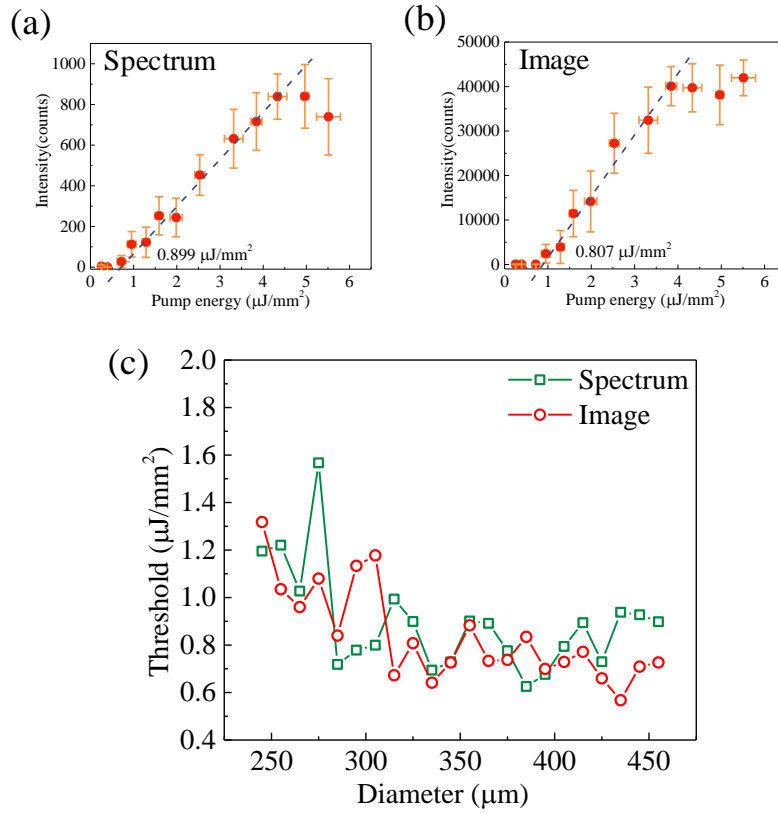 (a)
Spectrum
Intensity(counts)
1000
800
600
400
200
0
0.899 μJ/mm²
0 1 2 3 4 5 6
Pump energy (μJ/mm²)
(b)
Image
Intensity(counts)
50000
40000
30000
20000
10000
0
0.807 μJ/mm²
0 1 2 3 4 5 6
Pump energy (μJ/mm²)
(c)
Spectrum
Image
Threshold (μJ/mm²)
2.0
1.8
1.6
1.4
1.2
1.0
0.8
0.6
0.4
250 300 350 400 450
Diameter (μm)